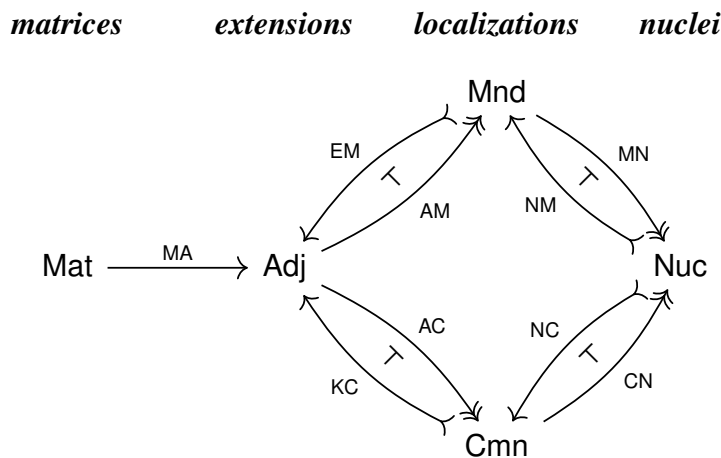 matrices extensions localizations nuclei
Mnd
EM MN
⊤ ⊤
AM NM
MA
Mat Adj Nuc
AC NC
⊤ ⊤
KC CN
Cmn